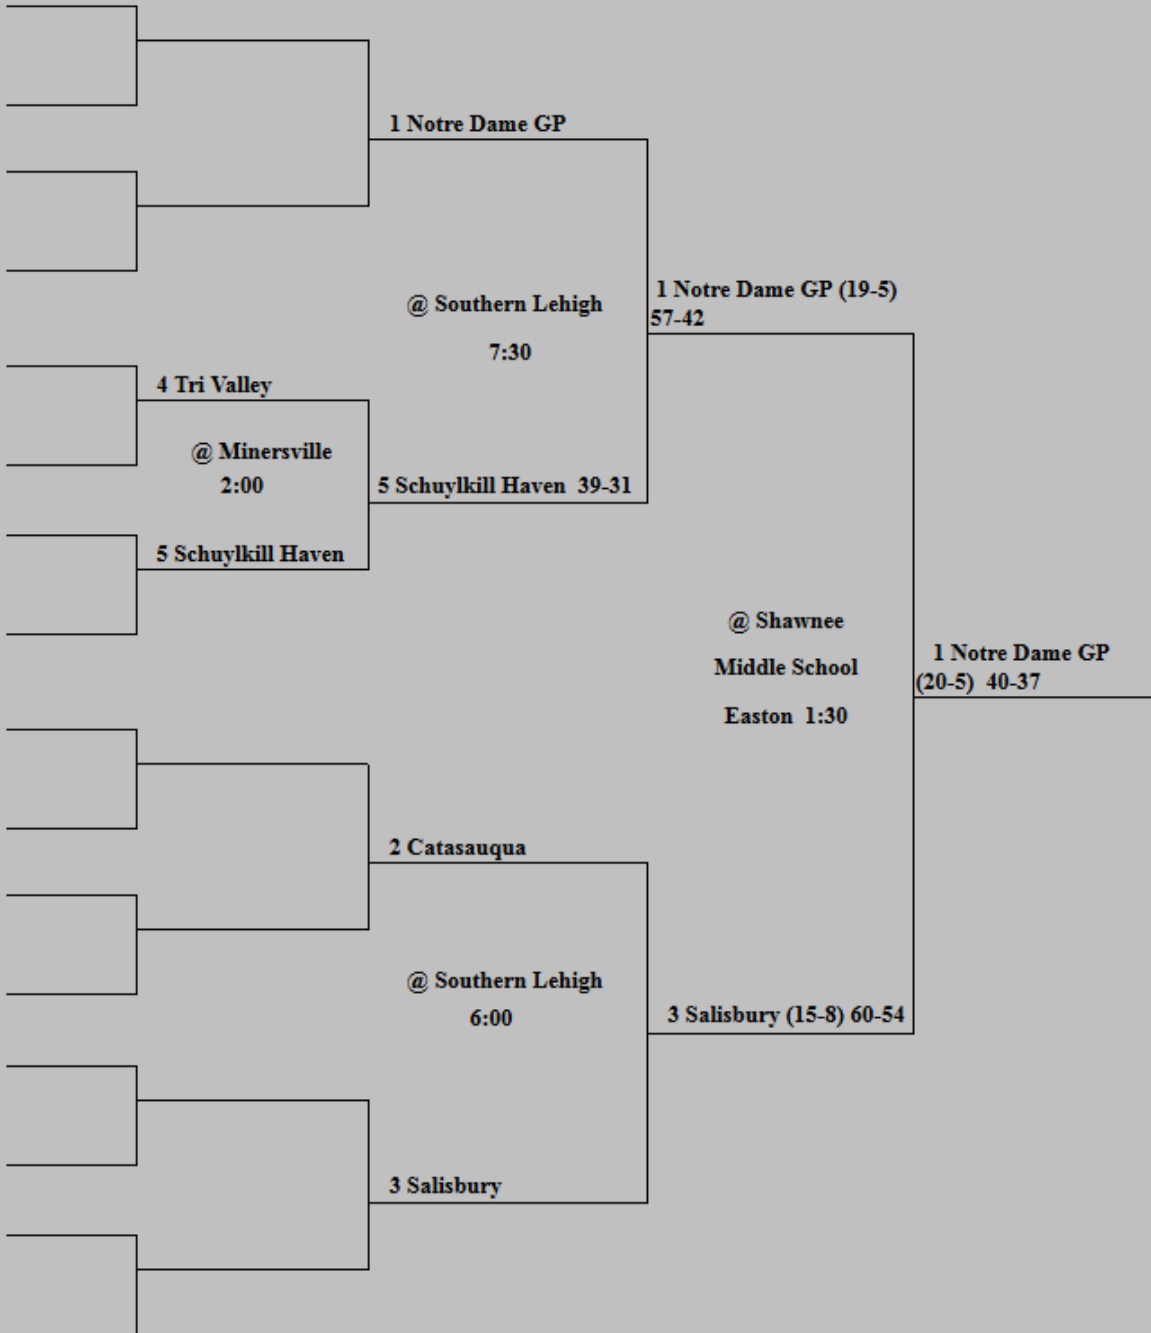 1 Notre Dame GP
1 Notre Dame GP (19-5)
57-42
@ Southern Lehigh
7:30
4 Tri Valley
@ Minersville
2:00
5 Schuylkill Haven  39-31
5 Schuylkill Haven
@ Shawnee
Middle School
Easton  1:30
1 Notre Dame GP
(20-5)  40-37
2 Catasauqua
@ Southern Lehigh
6:00
3 Salisbury (15-8) 60-54
3 Salisbury